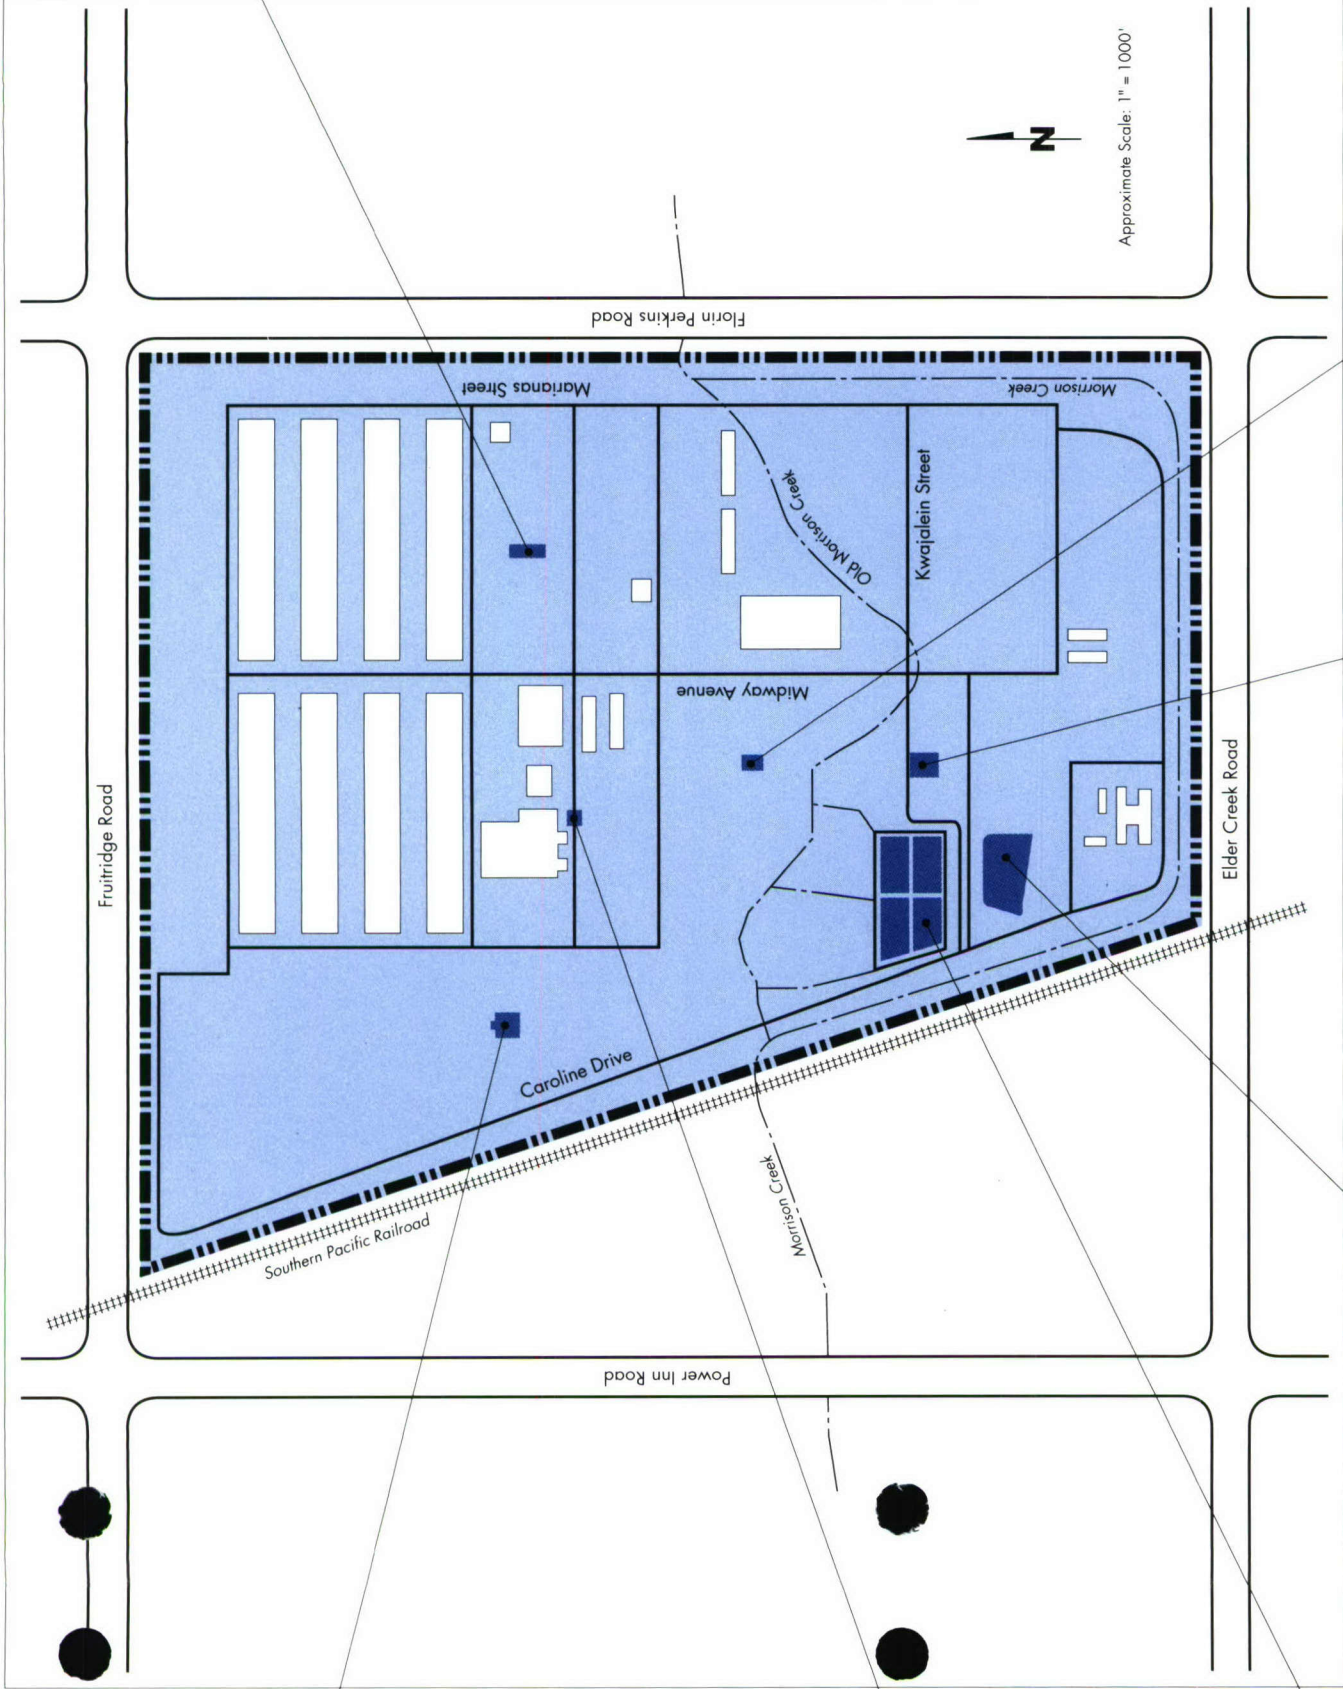 Fruitridge Road
Florin Perkins Road
Marianas Street
Morrison Creek
Old Morrison Creek
Kwajalein Street
Midway Avenue
Elder Creek Road
Caroline Drive
Southern Pacific Railroad
Morrison Creek
Power Inn Road
N
Approximate Scale: 1" = 1000'